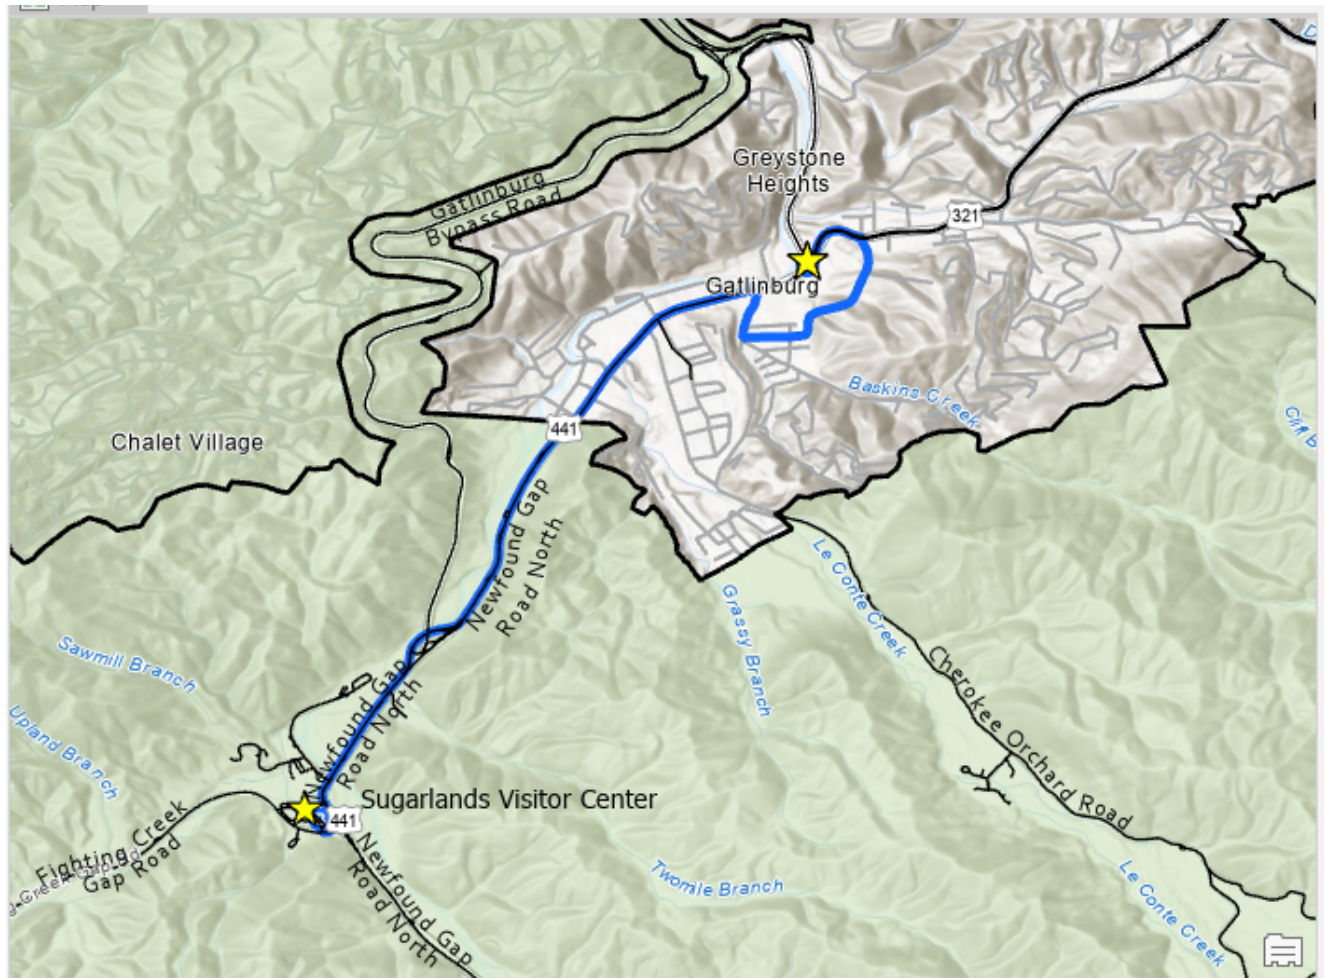 Map
Greystone
Heights
Gatlinburg
Bypass Road
321
Gatlinburg
Baskins Creek
441
Chalet Village
Newfound Gap
Road North
Le Conte Creek
Grassy Branch
Sawmill Branch
Cherokee Orchard Road
Newfound Gap
Road North
Upland Branch
Sugarlands Visitor Center
441
Fighting Creek
Gap Road
Newfound Gap
Road North
Twomile Branch
Le Conte Creek